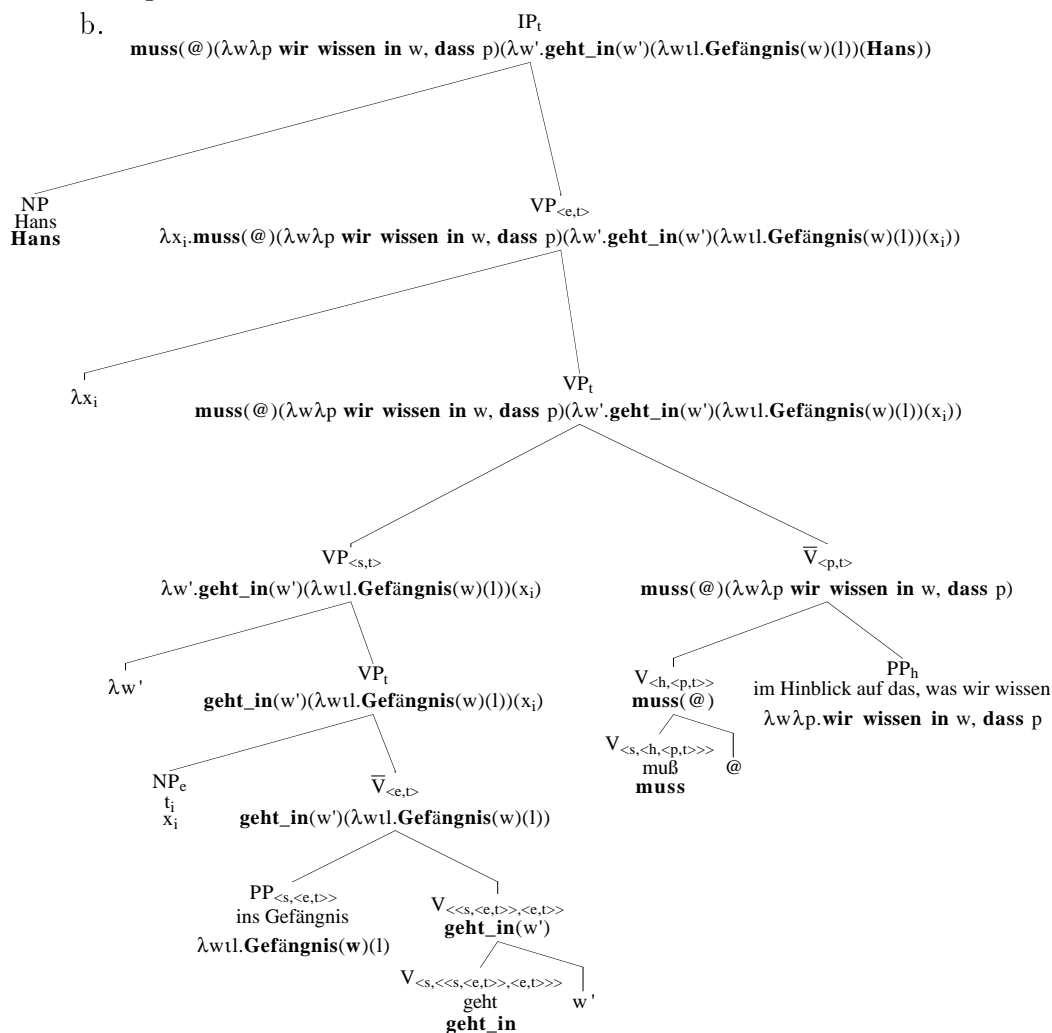 b.
IP_t
muss(@)(λwλp wir wissen in w, dass p)(λw'.geht_in(w')(λwιl.Gefängnis(w)(l))(Hans))
NP
Hans
Hans
VP_<e,t>
λx_i.muss(@)(λwλp wir wissen in w, dass p)(λw'.geht_in(w')(λwιl.Gefängnis(w)(l))(x_i))
λx_i
VP_t
muss(@)(λwλp wir wissen in w, dass p)(λw'.geht_in(w')(λwιl.Gefängnis(w)(l))(x_i))
VP_<s,t>
λw'.geht_in(w')(λwιl.Gefängnis(w)(l))(x_i)
V̅_<p,t>
muss(@)(λwλp wir wissen in w, dass p)
λw'
VP_t
geht_in(w')(λwιl.Gefängnis(w)(l))(x_i)
V_<h,<p,t>>
muss(@)
PP_h
im Hinblick auf das, was wir wissen
λwλp.wir wissen in w, dass p
V_<s,<h,<p,t>>>
muß
muss
@
NP_e
t_i
x_i
V̅_<e,t>
geht_in(w')(λwιl.Gefängnis(w)(l))
PP_<s,<e,t>>
ins Gefängnis
λwιl.Gefängnis(w)(l)
V_<<s,<e,t>>,<e,t>>
geht_in(w')
V_<s,<<s,<e,t>>,<e,t>>>
geht
geht_in
w'